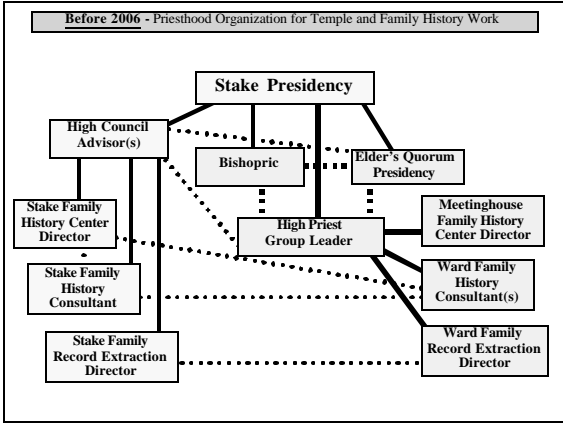 Before 2006 - Priesthood Organization for Temple and Family History Work
Stake Presidency
High Council
Advisor(s)
Bishopric
Elder's Quorum
Presidency
Stake Family
History Center
Director
High Priest
Group Leader
Meetinghouse
Family History
Center Director
Stake Family
History
Consultant
Ward Family
History
Consultant(s)
Stake Family
Record Extraction
Director
Ward Family
Record Extraction
Director